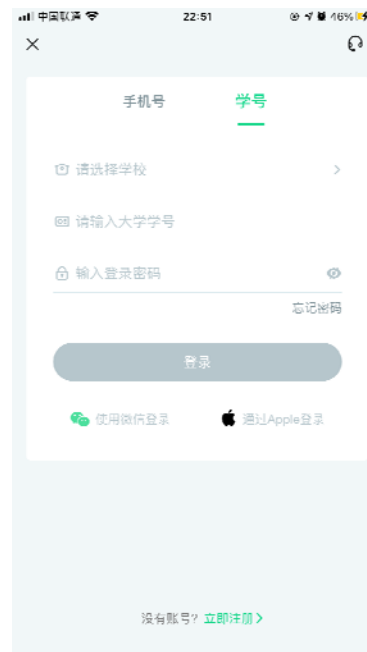 中国联通 22:51 46%
手机号 学号
请选择学校
请输入大学学号
输入登录密码
忘记密码
登录
使用微信登录 通过Apple登录
没有账号? 立即注册